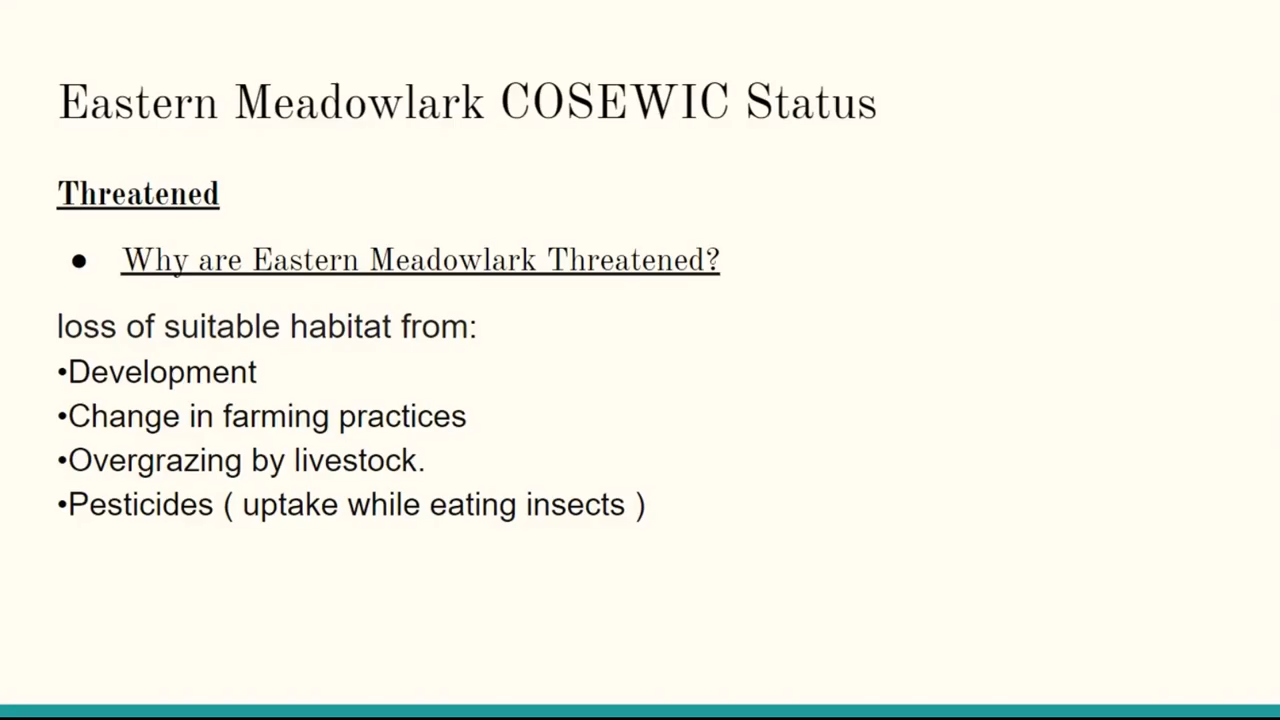 Eastern Meadowlark COSEWIC Status
Threatened
● Why are Eastern Meadowlark Threatened?
loss of suitable habitat from:
•Development
•Change in farming practices
•Overgrazing by livestock.
•Pesticides ( uptake while eating insects )